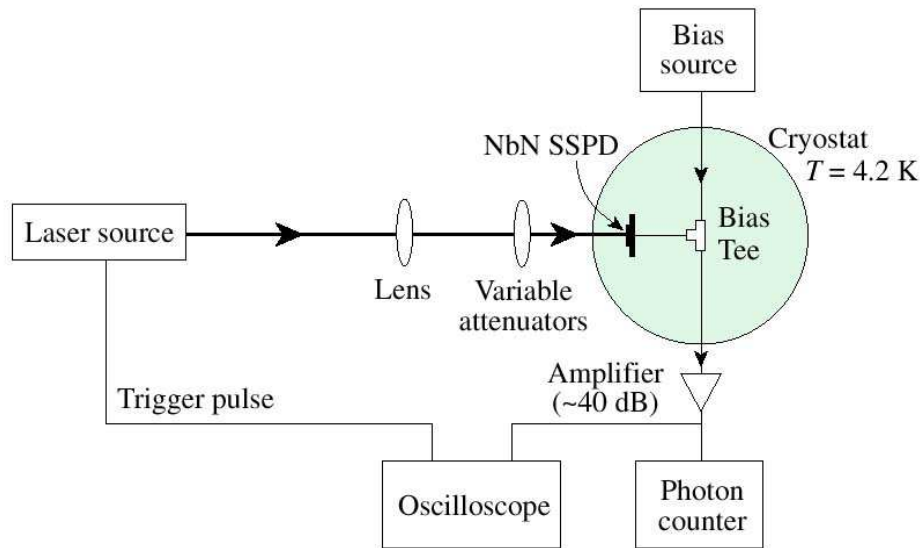 Bias
source
NbN SSPD
Cryostat
T = 4.2 K
Laser source
Bias
Tee
Lens
Variable
attenuators
Amplifier
(~40 dB)
Trigger pulse
Oscilloscope
Photon
counter